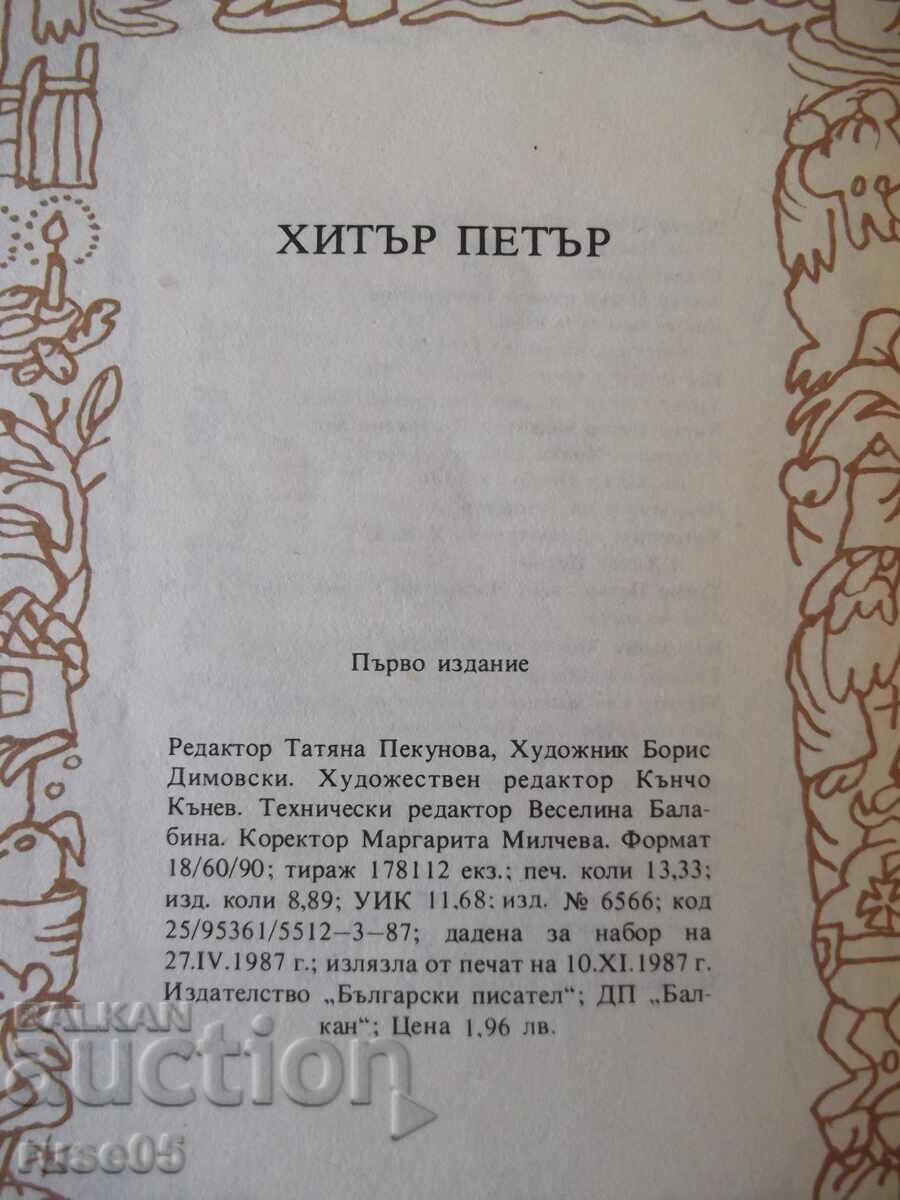 ХИТЪР ПЕТЪР
Първо издание
Редактор Татяна Пекунова, Художник Борис
Димовски. Художествен редактор Кънчо
Кънев. Технически редактор Веселина Бала-
бина. Коректор Маргарита Милчева. Формат
18/60/90; тираж 178112 екз.; печ. коли 13,33;
изд. коли 8,89; УИК 11,68; изд. № 6566; код
25/95361/5512—3—87; дадена за набор на
27.IV.1987 г.; излязла от печат на 10.XI.1987 г.
Издателство „Български писател“; ДП „Бал-
кан“; Цена 1,96 лв.
BALKAN
auction
ruse05